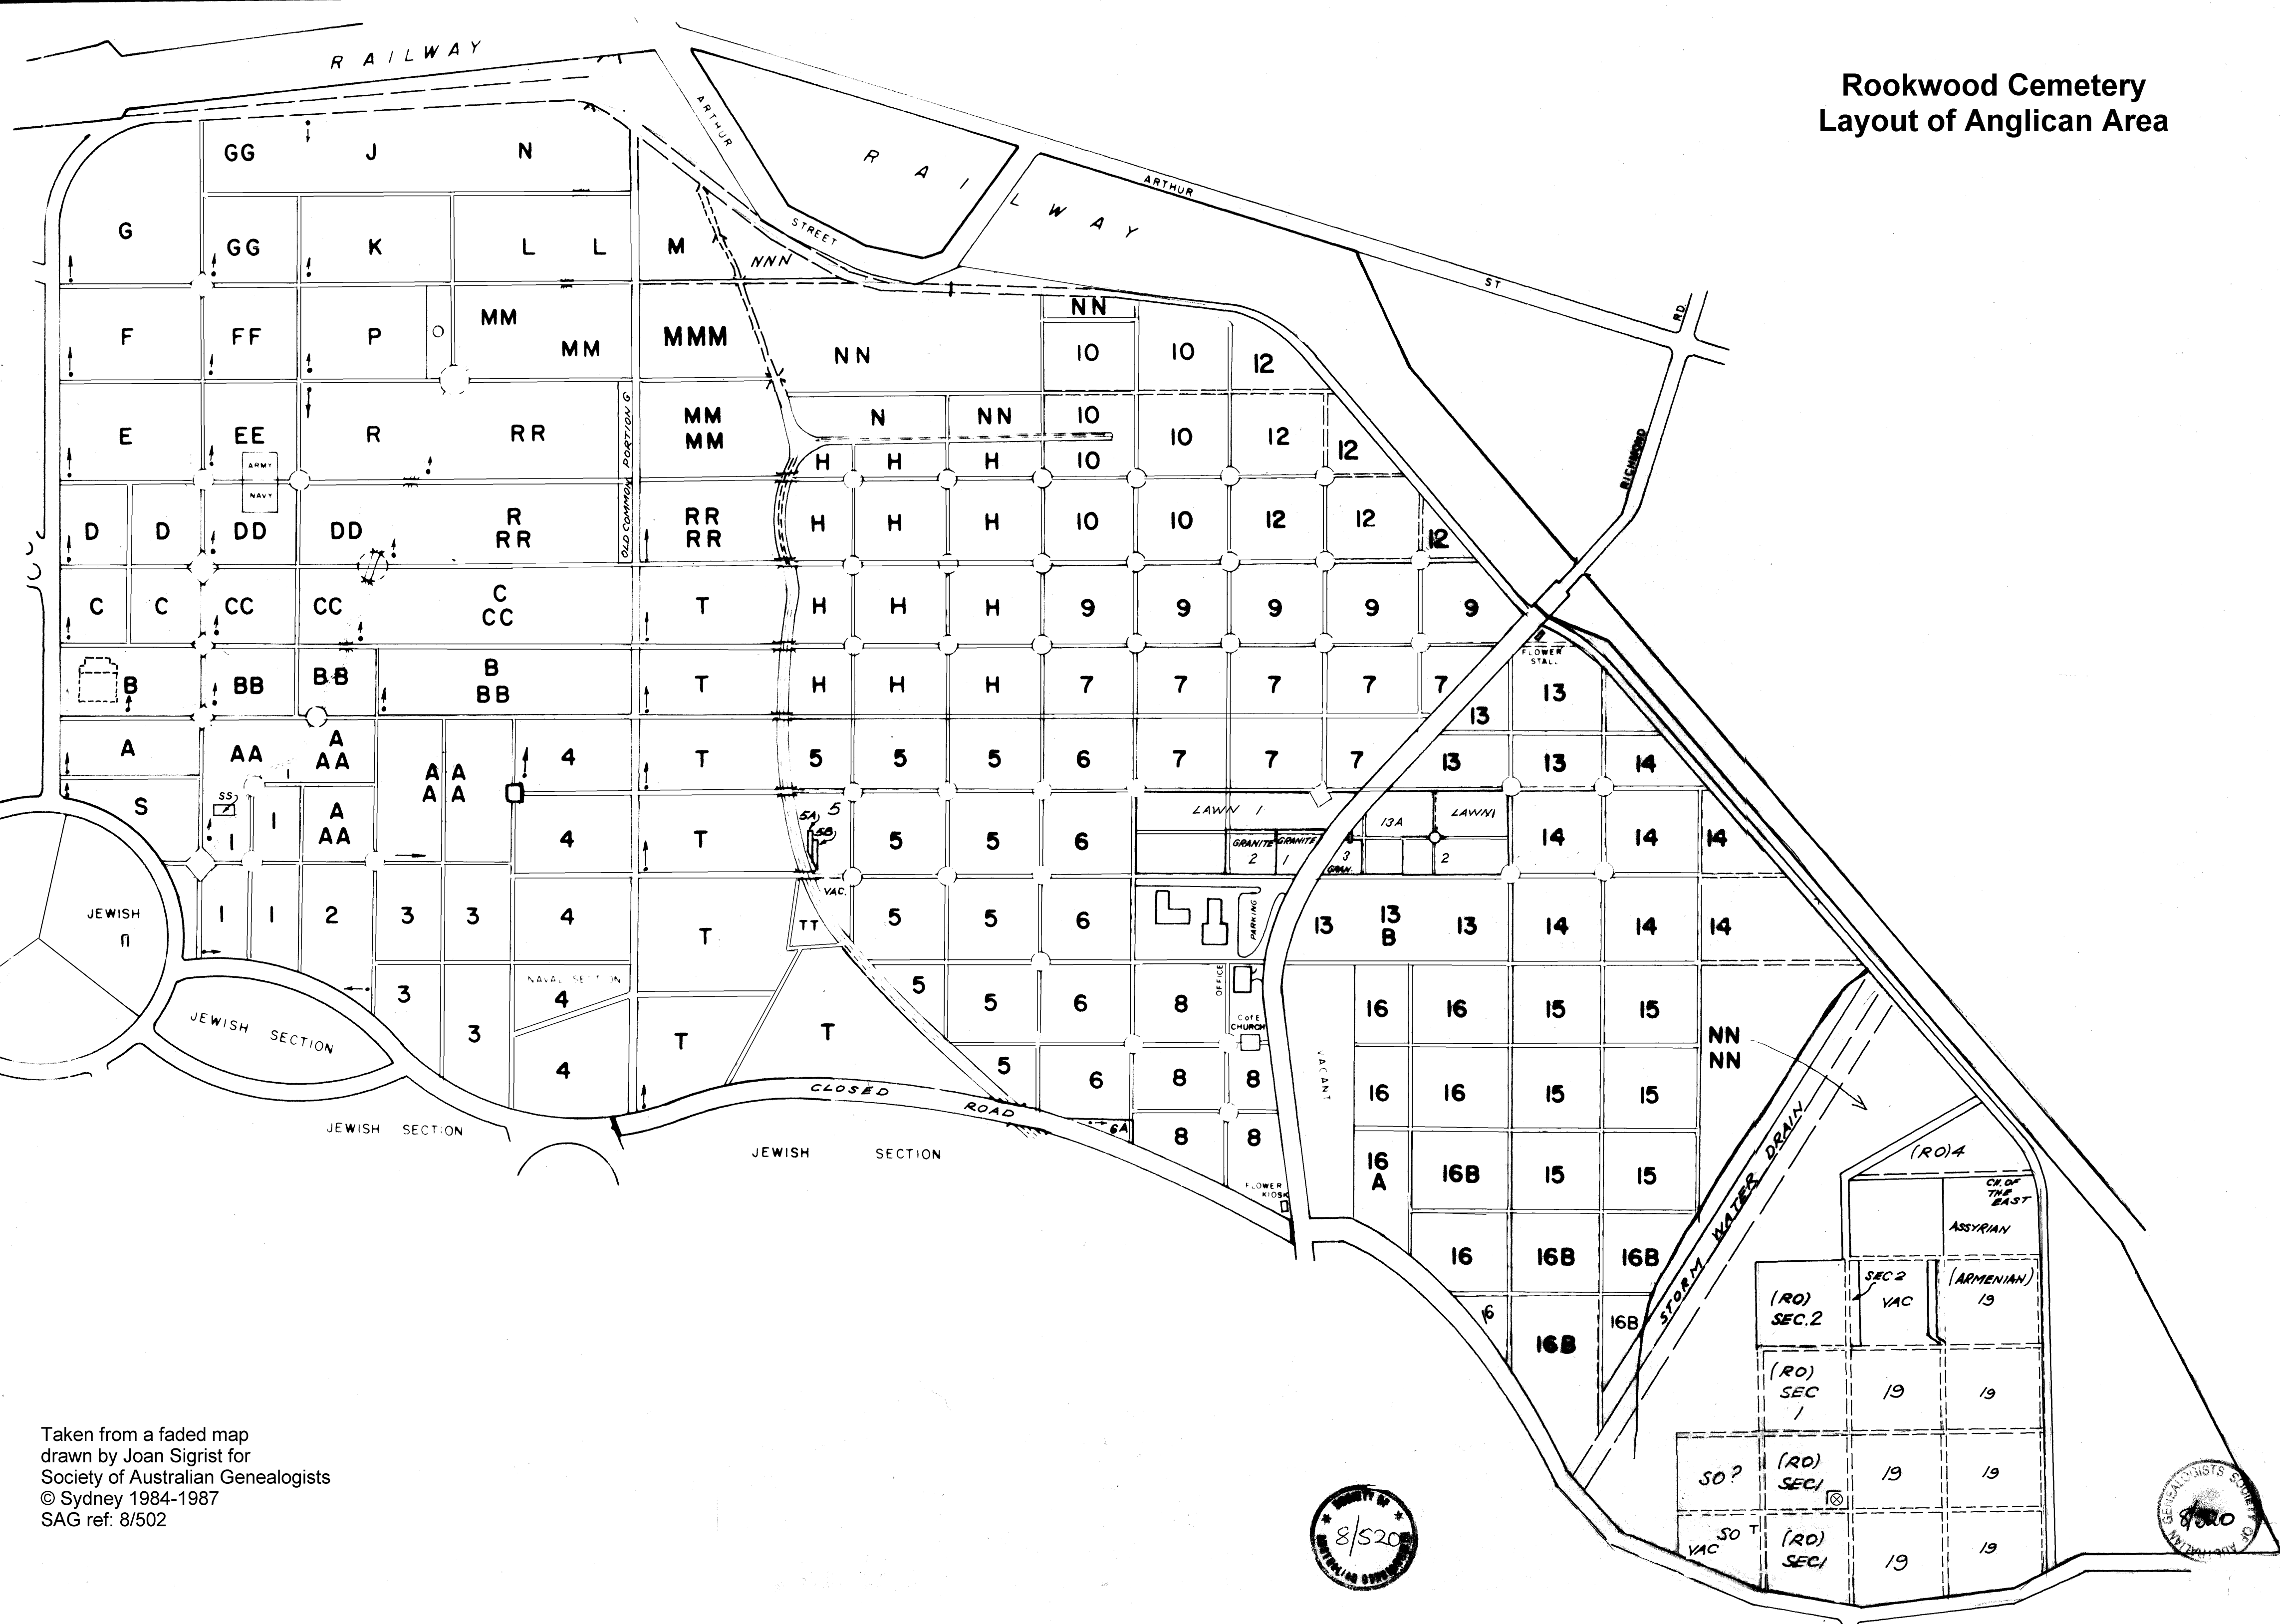 Rookwood Cemetery
Layout of Anglican Area
RAILWAY
ARTHUR
STREET
RAILWAY
ARTHUR
ST
RD.
RICHMOND
GG J N
G GG K L L M NNN
F FF P MM MM MMM NN NN 10 10 12
E EE R RR MM MM N NN 10 10 12 12
ARMY
NAVY
OLD COMMON PORTION G
H H H 10
D D DD DD R RR RR RR H H H 10 10 12 12 12
C C CC CC C CC T H H H 9 9 9 9 9
FLOWER
STALL
B BB BB B BB T H H H 7 7 7 7 7 13 13
A AA A AA A A A A 4 T 5 5 5 6 7 7 7 13 13 14
S SS 1 1 A AA 4 T 5A 5 5B 5 5 6
LAWN 1
13A
LAWN 1
GRANITE 2
GRANITE 1
3 GRAN.
2
14 14 14
VAC.
JEWISH
1 1 2 3 3 4 T TT 5 5 6
PARKING
13 13 B 13 14 14 14
NAVAL SECTION
3 4 5 5 6 8
OFFICE
C of E
CHURCH
16 16 15 15
NN
NN
JEWISH SECTION
3 4 T T 5 6 8 8
VACANT
16 16 15 15
CLOSED ROAD
6A 8 8
JEWISH SECTION
JEWISH SECTION
FLOWER
KIOSK
16 A 16B 15 15
16 16B 16B
16 16B 16B
STORM WATER DRAIN
(RO) 4
CH. OF
THE
EAST
ASSYRIAN
(RO)
SEC. 2
SEC 2
VAC
(ARMENIAN)
19
(RO)
SEC
1
19 19
SO?
(RO)
SEC 1
19 19
SO T
VAC
(RO)
SEC 1
19 19
Taken from a faded map
drawn by Joan Sigrist for
Society of Australian Genealogists
© Sydney 1984-1987
SAG ref: 8/502
SOCIETY OF
8/520
GENEALOGISTS SOCIETY OF AUSTRALIAN
8/520